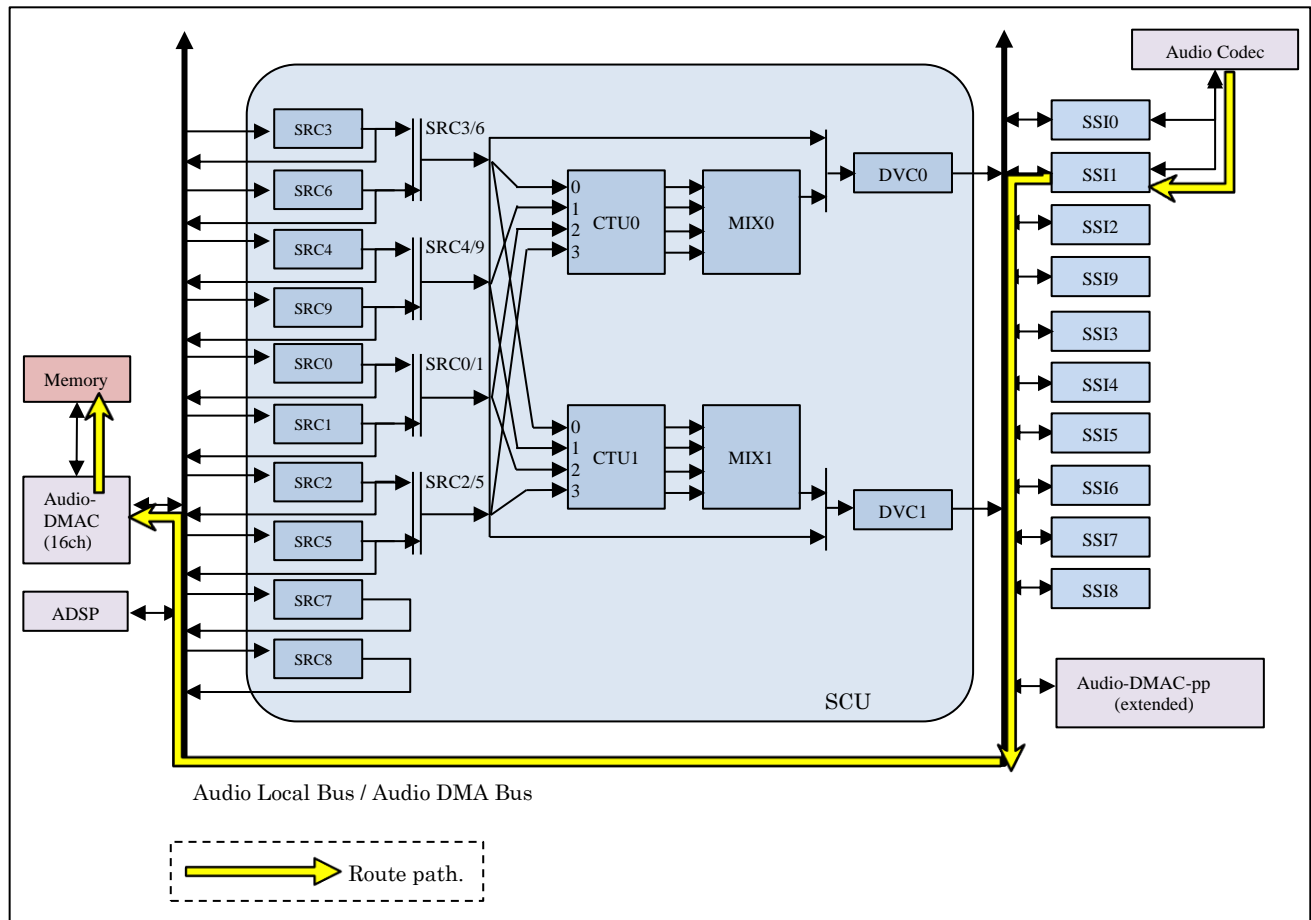 Audio Codec
SRC3
SRC3/6
SSI0
SSI1
SRC6
DVC0
0
1
2
3
CTU0
MIX0
SSI2
SRC4
SRC4/9
SSI9
SRC9
SSI3
SRC0
SRC0/1
Memory
SSI4
SRC1
0
1
2
3
CTU1
MIX1
SSI5
SRC2
SRC2/5
SSI6
Audio-
DMAC
(16ch)
DVC1
SRC5
SSI7
SRC7
SSI8
ADSP
SRC8
SCU
Audio-DMAC-pp
(extended)
Audio Local Bus / Audio DMA Bus
Route path.